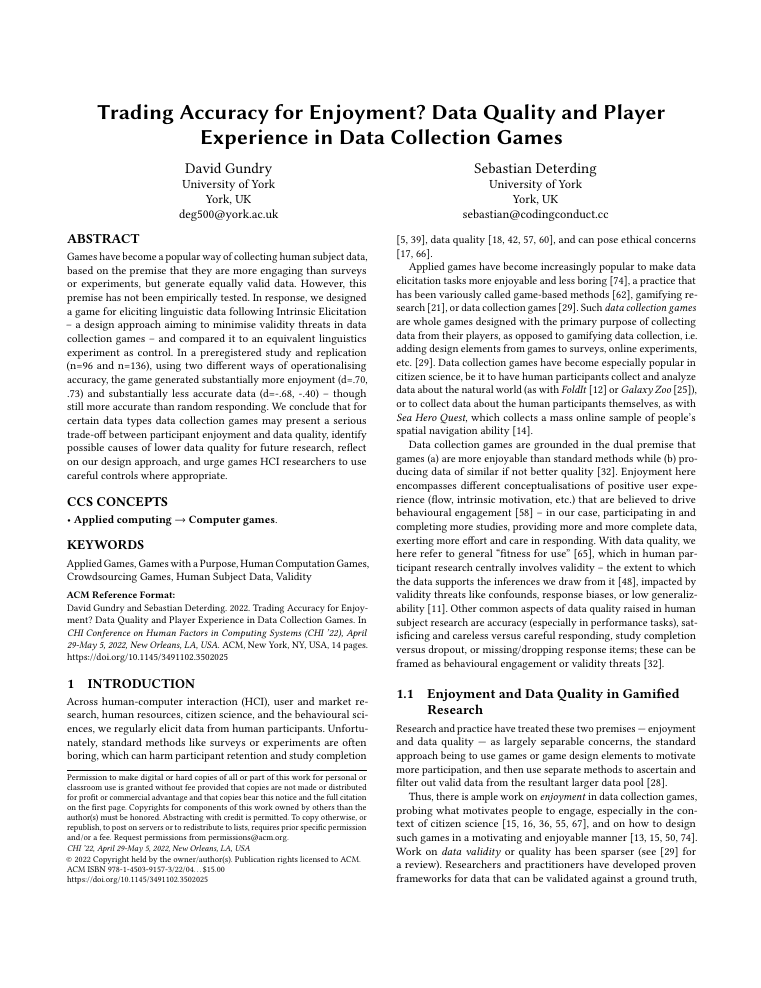 Trading Accuracy for Enjoyment? Data Quality and Player
Experience in Data Collection Games
David Gundry
University of York
York, UK
deg500@york.ac.uk
Sebastian Deterding
University of York
York, UK
sebastian@codingconduct.cc
ABSTRACT
Games have become a popular way of collecting human subject data,
based on the premise that they are more engaging than surveys
or experiments, but generate equally valid data. However, this
premise has not been empirically tested. In response, we designed
a game for eliciting linguistic data following Intrinsic Elicitation
– a design approach aiming to minimise validity threats in data
collection games – and compared it to an equivalent linguistics
experiment as control. In a preregistered study and replication
(n=96 and n=136), using two different ways of operationalising
accuracy, the game generated substantially more enjoyment (d=.70,
.73) and substantially less accurate data (d=-.68, -.40) – though
still more accurate than random responding. We conclude that for
certain data types data collection games may present a serious
trade-off between participant enjoyment and data quality, identify
possible causes of lower data quality for future research, reflect
on our design approach, and urge games HCI researchers to use
careful controls where appropriate.
CCS CONCEPTS
• Applied computing → Computer games.
KEYWORDS
Applied Games, Games with a Purpose, Human Computation Games,
Crowdsourcing Games, Human Subject Data, Validity
ACM Reference Format:
David Gundry and Sebastian Deterding. 2022. Trading Accuracy for Enjoy-
ment? Data Quality and Player Experience in Data Collection Games. In
CHI Conference on Human Factors in Computing Systems (CHI '22), April
29-May 5, 2022, New Orleans, LA, USA. ACM, New York, NY, USA, 14 pages.
https://doi.org/10.1145/3491102.3502025
1 INTRODUCTION
Across human-computer interaction (HCI), user and market re-
search, human resources, citizen science, and the behavioural sci-
ences, we regularly elicit data from human participants. Unfortu-
nately, standard methods like surveys or experiments are often
boring, which can harm participant retention and study completion
Permission to make digital or hard copies of all or part of this work for personal or
classroom use is granted without fee provided that copies are not made or distributed
for profit or commercial advantage and that copies bear this notice and the full citation
on the first page. Copyrights for components of this work owned by others than the
author(s) must be honored. Abstracting with credit is permitted. To copy otherwise, or
republish, to post on servers or to redistribute to lists, requires prior specific permission
and/or a fee. Request permissions from permissions@acm.org.
CHI '22, April 29-May 5, 2022, New Orleans, LA, USA
© 2022 Copyright held by the owner/author(s). Publication rights licensed to ACM.
ACM ISBN 978-1-4503-9157-3/22/04...$15.00
https://doi.org/10.1145/3491102.3502025
[5, 39], data quality [18, 42, 57, 60], and can pose ethical concerns
[17, 66].
Applied games have become increasingly popular to make data
elicitation tasks more enjoyable and less boring [74], a practice that
has been variously called game-based methods [62], gamifying re-
search [21], or data collection games [29]. Such data collection games
are whole games designed with the primary purpose of collecting
data from their players, as opposed to gamifying data collection, i.e.
adding design elements from games to surveys, online experiments,
etc. [29]. Data collection games have become especially popular in
citizen science, be it to have human participants collect and analyze
data about the natural world (as with FoldIt [12] or Galaxy Zoo [25]),
or to collect data about the human participants themselves, as with
Sea Hero Quest, which collects a mass online sample of people's
spatial navigation ability [14].
Data collection games are grounded in the dual premise that
games (a) are more enjoyable than standard methods while (b) pro-
ducing data of similar if not better quality [32]. Enjoyment here
encompasses different conceptualisations of positive user expe-
rience (flow, intrinsic motivation, etc.) that are believed to drive
behavioural engagement [58] – in our case, participating in and
completing more studies, providing more and more complete data,
exerting more effort and care in responding. With data quality, we
here refer to general "fitness for use" [65], which in human par-
ticipant research centrally involves validity – the extent to which
the data supports the inferences we draw from it [48], impacted by
validity threats like confounds, response biases, or low generaliz-
ability [11]. Other common aspects of data quality raised in human
subject research are accuracy (especially in performance tasks), sat-
isficing and careless versus careful responding, study completion
versus dropout, or missing/dropping response items; these can be
framed as behavioural engagement or validity threats [32].
1.1 Enjoyment and Data Quality in Gamified
Research
Research and practice have treated these two premises — enjoyment
and data quality — as largely separable concerns, the standard
approach being to use games or game design elements to motivate
more participation, and then use separate methods to ascertain and
filter out valid data from the resultant larger data pool [28].
Thus, there is ample work on enjoyment in data collection games,
probing what motivates people to engage, especially in the con-
text of citizen science [15, 16, 36, 55, 67], and on how to design
such games in a motivating and enjoyable manner [13, 15, 50, 74].
Work on data validity or quality has been sparser (see [29] for
a review). Researchers and practitioners have developed proven
frameworks for data that can be validated against a ground truth,